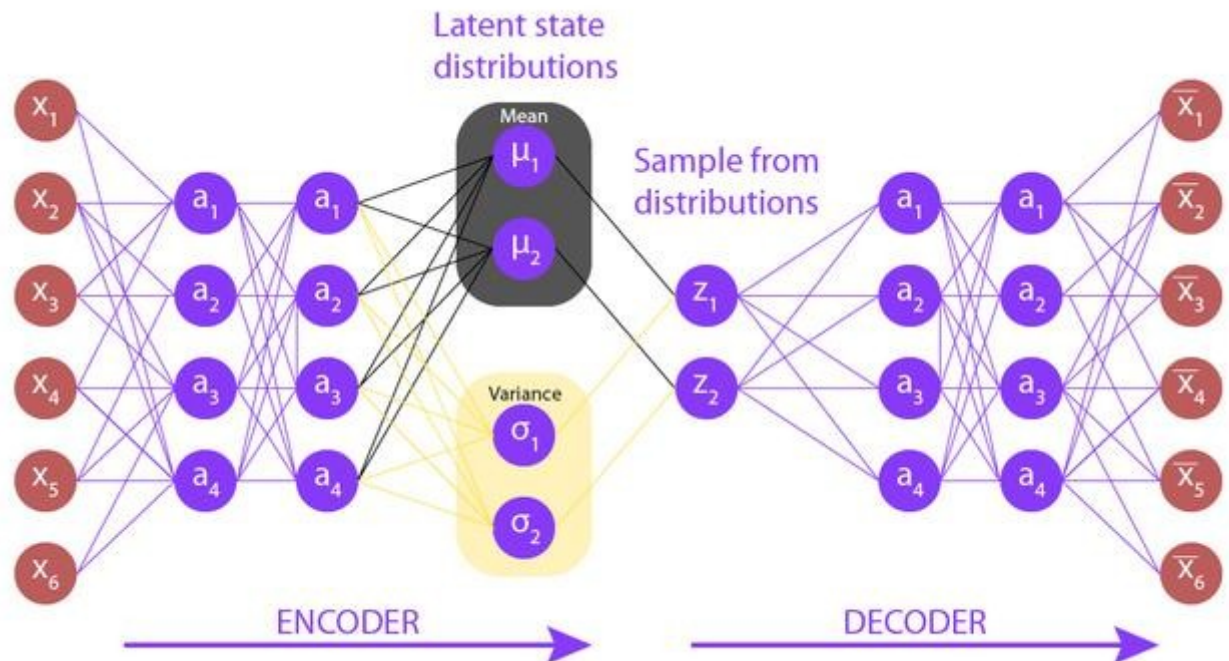 Latent state
distributions
x₁
x₂
x₃
x₄
x₅
x₆
a₁
a₂
a₃
a₄
a₁
a₂
a₃
a₄
Mean
μ₁
μ₂
Variance
σ₁
σ₂
Sample from
distributions
z₁
z₂
a₁
a₂
a₃
a₄
a₁
a₂
a₃
a₄
x̅₁
x̅₂
x̅₃
x̅₄
x̅₅
x̅₆
ENCODER
DECODER